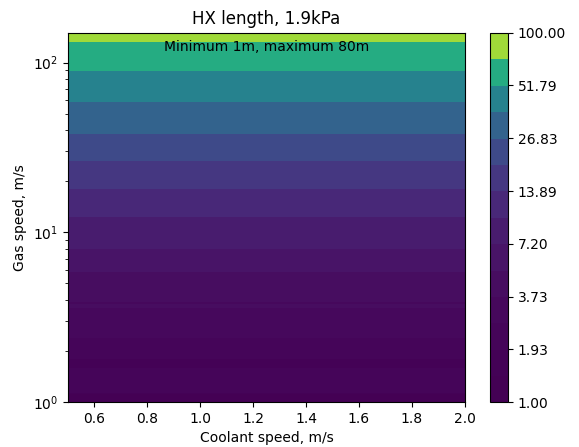 HX length, 1.9kPa
Minimum 1m, maximum 80m
10²
10¹
10⁰
Gas speed, m/s
0.6 0.8 1.0 1.2 1.4 1.6 1.8 2.0
Coolant speed, m/s
100.00
51.79
26.83
13.89
7.20
3.73
1.93
1.00